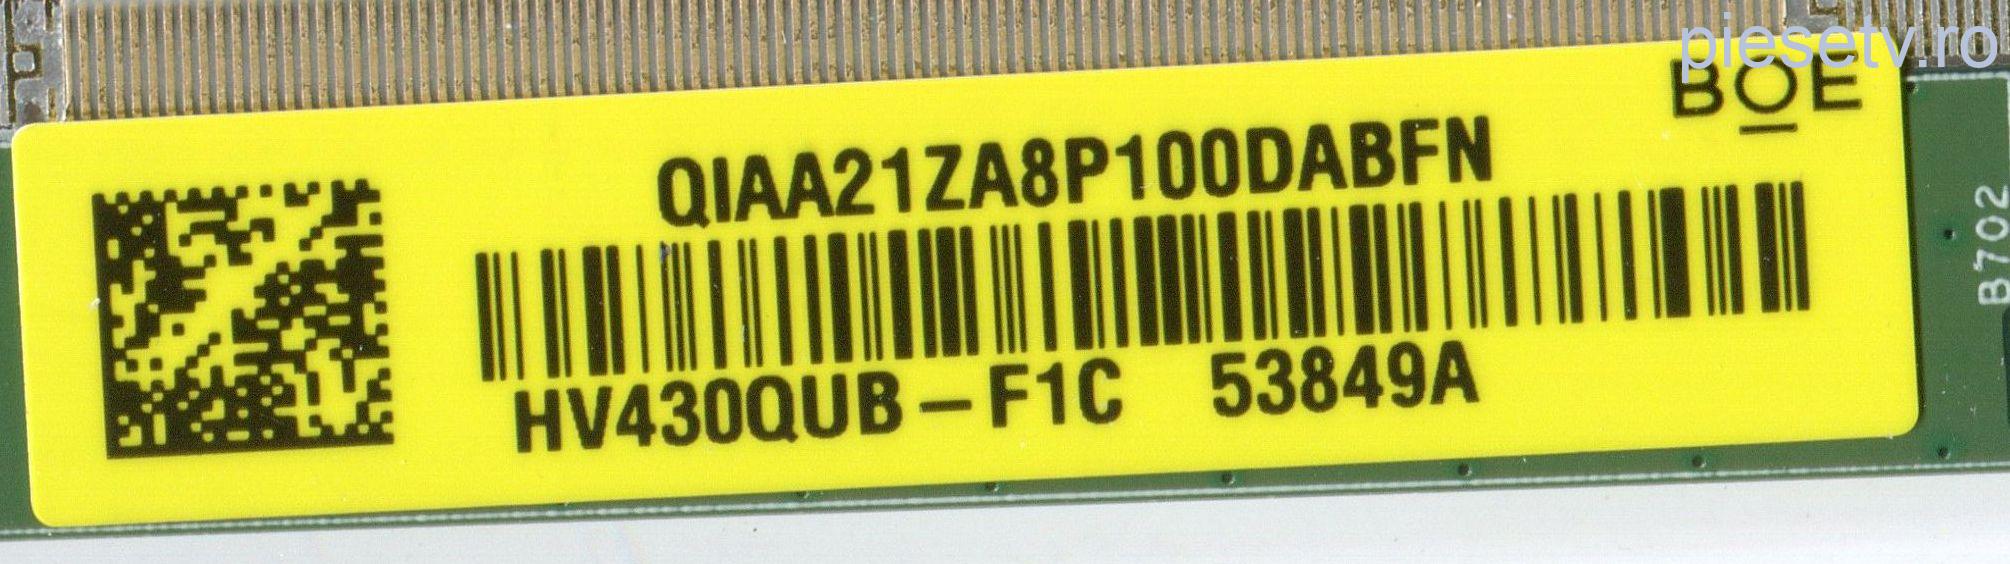 piesetv.ro
BOE
QIAA21ZA8P100DABFN
HV430QUB-F1C 53849A
B702